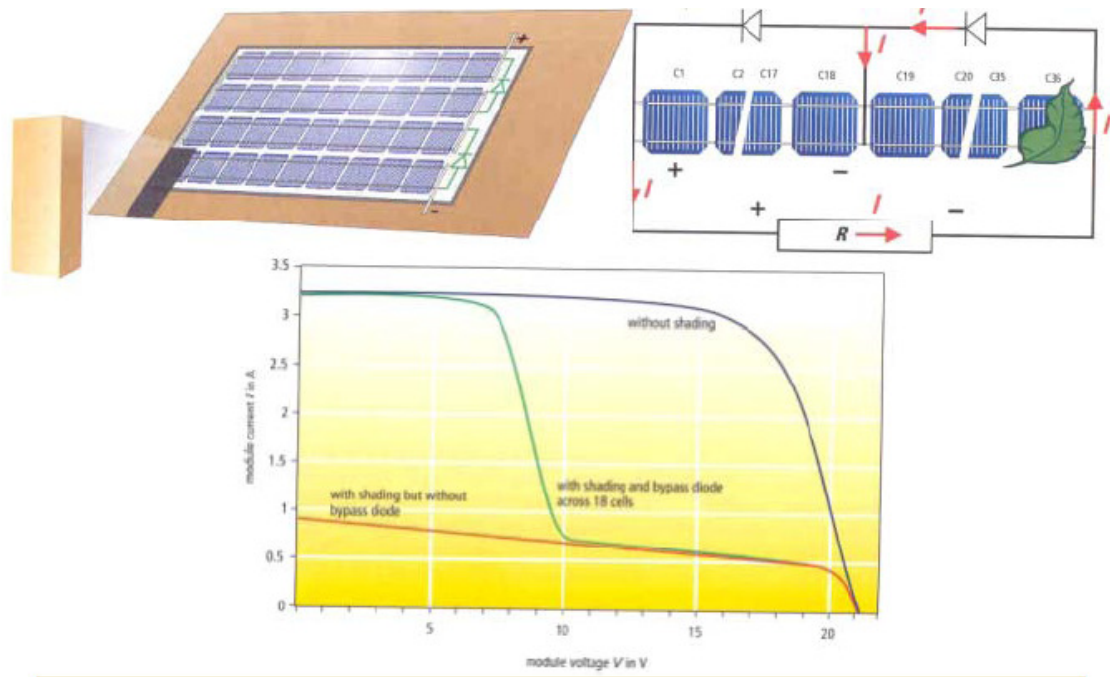 +
-
I
I
I
I
I
C1
C2
C17
C18
C19
C20
C35
C36
+
−
+
−
R
3.5
3
2.5
2
1.5
1
0.5
0
module current I in A
without shading
with shading but without
bypass diode
with shading and bypass diode
across 18 cells
5
10
15
20
module voltage V in V